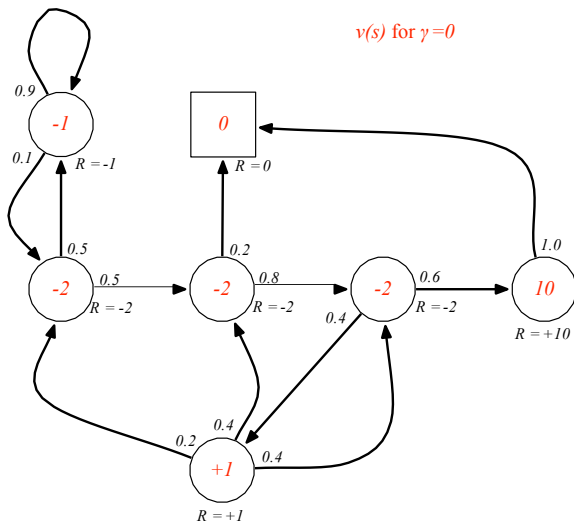 v(s) for γ =0
0.9
-1
0
0.1
R = -1
R = 0
0.5
0.2
1.0
-2
0.5
-2
0.8
-2
0.6
10
R = -2
R = -2
R = -2
0.4
R = +10
0.4
0.2
0.4
+1
R = +1